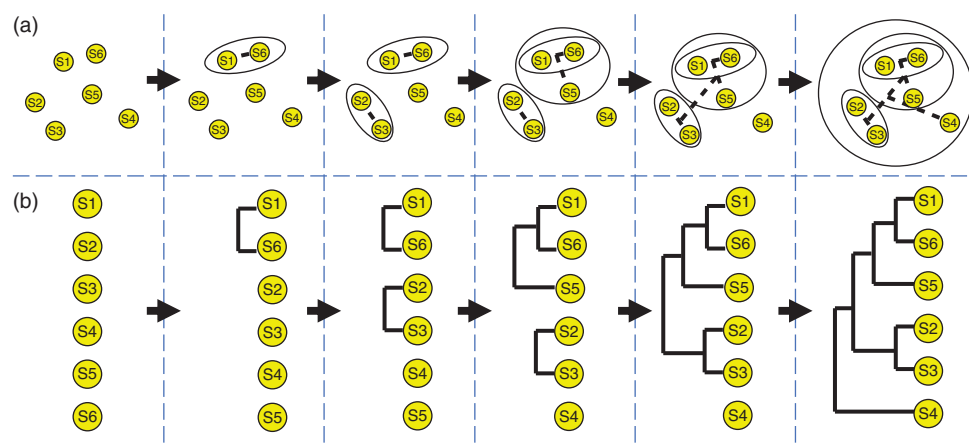 (a)
S1 S6 S2 S5 S3 S4
S1 S6 S2 S5 S3 S4
S1 S6 S2 S5 S3 S4
S1 S6 S2 S5 S3 S4
S1 S6 S2 S5 S3 S4
S1 S6 S2 S5 S3 S4
(b)
S1 S1 S1 S1 S1 S1
S2 S6 S6 S6 S6 S6
S3 S2 S2 S5 S5 S5
S4 S3 S3 S2 S2 S2
S5 S4 S4 S3 S3 S3
S6 S5 S5 S4 S4 S4